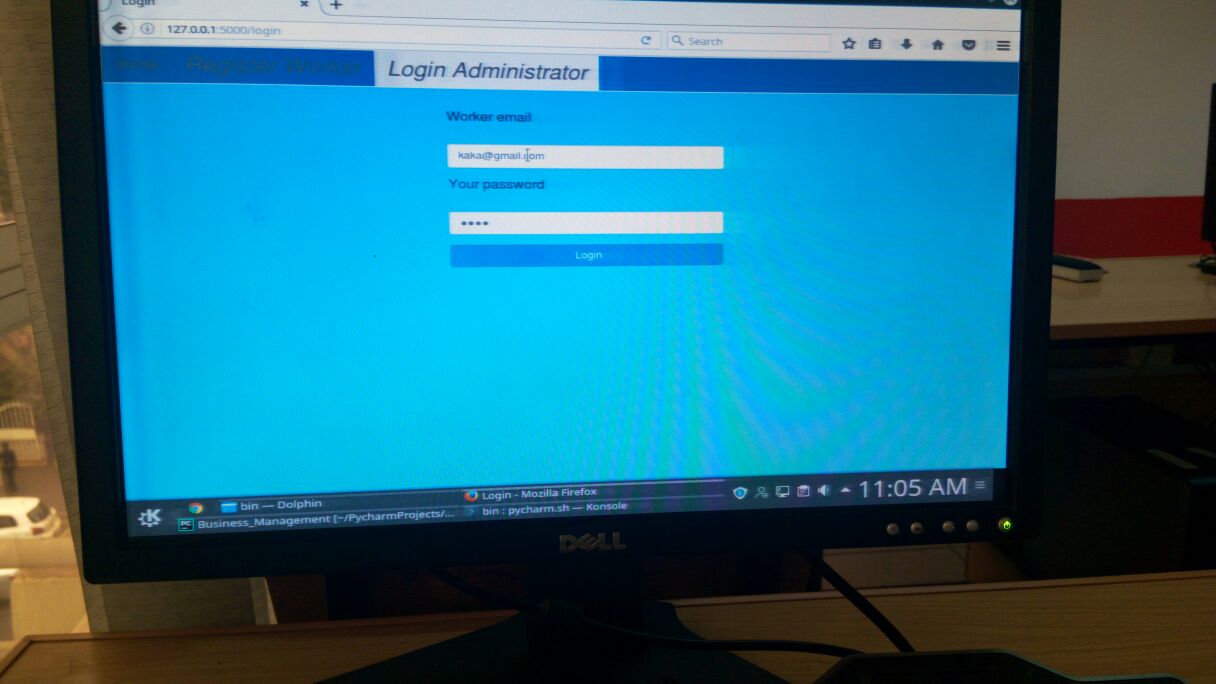 Login
127.0.0.1:5000/login
Search
Home Register Worker Login Administrator
Worker email
kaka@gmail.com
Your password
Login
bin — Dolphin
Login - Mozilla Firefox
11:05 AM
PC Business_Management [~/PycharmProjects/...
bin : pycharm.sh — Konsole
DELL